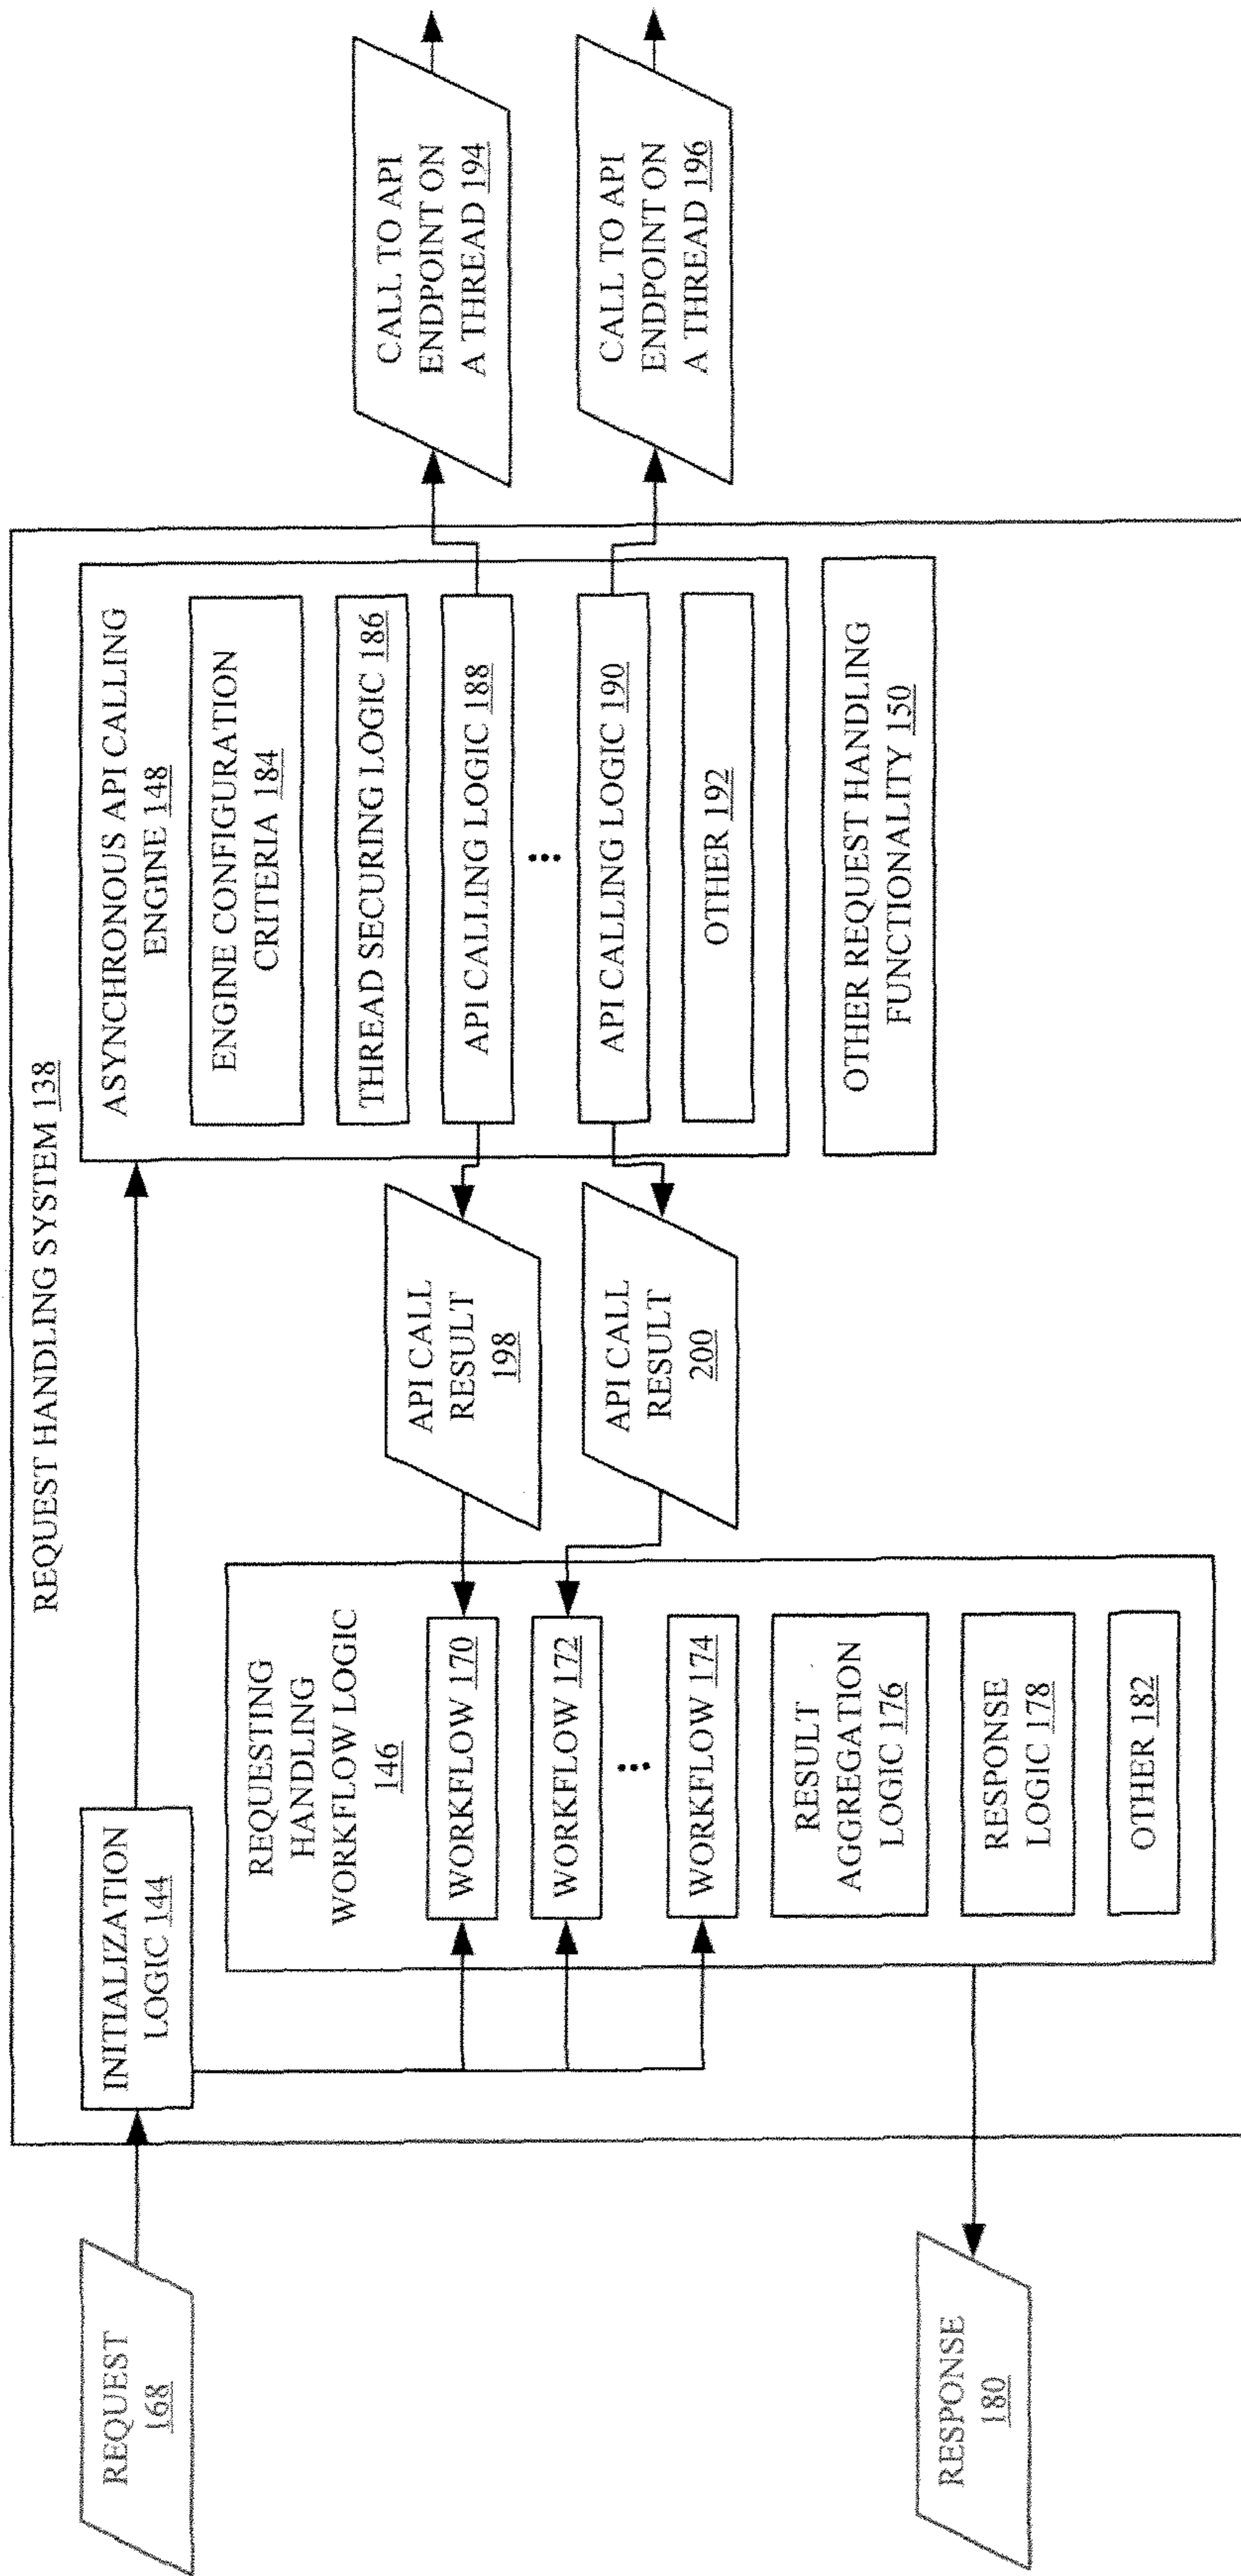 REQUEST HANDLING SYSTEM 138
REQUEST
168
INITIALIZATION
LOGIC 144
REQUESTING
HANDLING
WORKFLOW LOGIC
146
WORKFLOW 170
WORKFLOW 172
...
WORKFLOW 174
RESULT
AGGREGATION
LOGIC 176
RESPONSE
LOGIC 178
OTHER 182
RESPONSE
180
API CALL
RESULT
198
API CALL
RESULT
200
ASYNCHRONOUS API CALLING
ENGINE 148
ENGINE CONFIGURATION
CRITERIA 184
THREAD SECURING LOGIC 186
API CALLING LOGIC 188
...
API CALLING LOGIC 190
OTHER 192
OTHER REQUEST HANDLING
FUNCTIONALITY 150
CALL TO API
ENDPOINT ON
A THREAD 194
CALL TO API
ENDPOINT ON
A THREAD 196